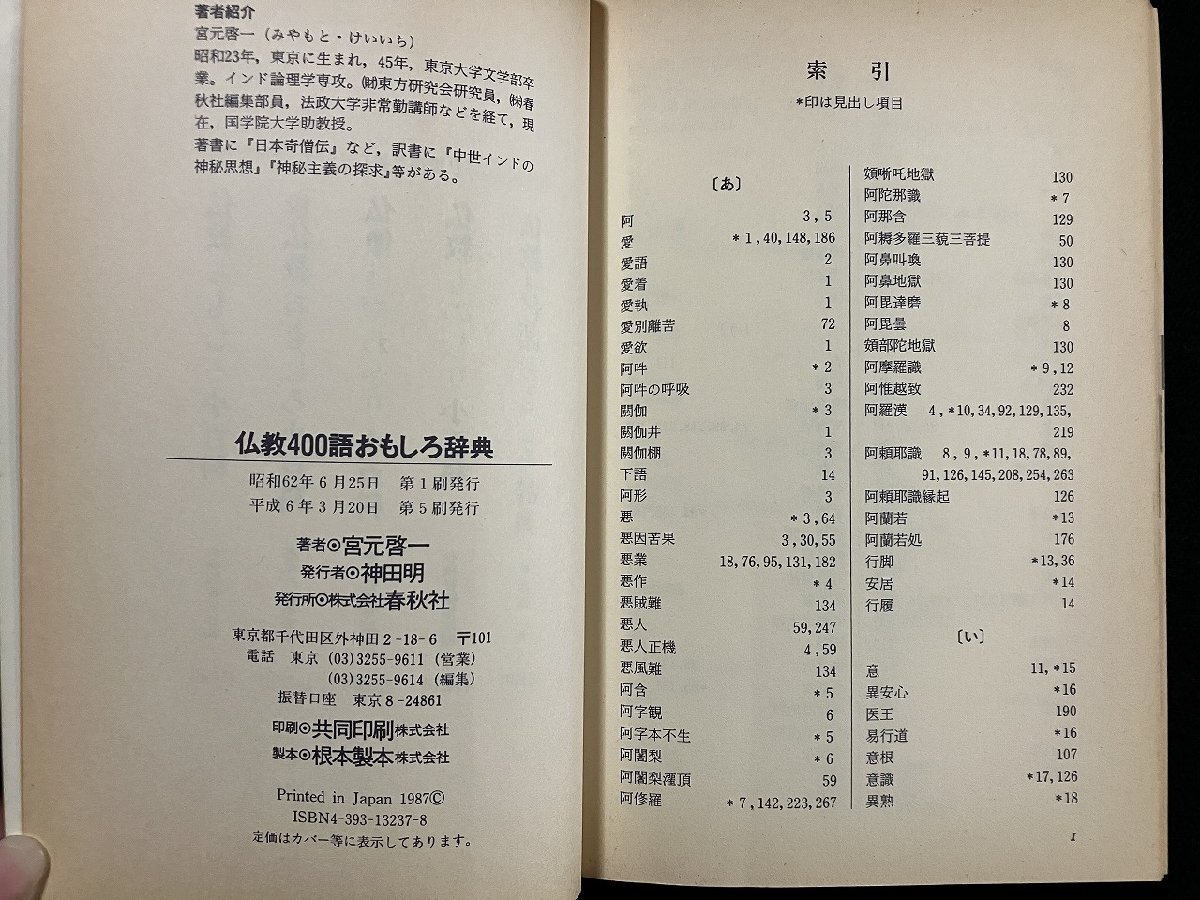 著者紹介
宮元啓一(みやもと・けいいち)
昭和23年,東京に生まれ,45年,東京大学文学部卒
業。インド論理学専攻。㈶東方研究会研究員,㈱春
秋社編集部員,法政大学非常勤講師などを経て,現
在,国学院大学助教授。
著書に『日本奇僧伝』など,訳書に『中世インドの
神秘思想』『神秘主義の探求』等がある。
仏教400語おもしろ辞典
昭和62年6月25日 第1刷発行
平成6年3月20日 第5刷発行
著者⊙宮元啓一
発行者⊙神田明
発行所⊙株式会社春秋社
東京都千代田区外神田2-18-6 〒101
電話 東京 (03)3255-9611 (営業)
(03)3255-9614 (編集)
振替口座 東京8-24861
印刷⊙共同印刷株式会社
製本⊙根本製本株式会社
Printed in Japan 1987©
ISBN4-393-13237-8
定価はカバー等に表示してあります。
索引
*印は見出し項目
〔あ〕
阿 3,5
愛 *1,40,148,186
愛語 2
愛着 1
愛執 1
愛別離苦 72
愛欲 1
阿吽 *2
阿吽の呼吸 3
閼伽 *3
閼伽井 1
閼伽棚 3
下語 14
阿形 3
悪 *3,64
悪因苦果 3,30,55
悪業 18,76,95,131,182
悪作 *4
悪賊難 134
悪人 59,247
悪人正機 4,59
悪風難 134
阿含 *5
阿字観 6
阿字本不生 *5
阿闍梨 *6
阿闍梨灌頂 59
阿修羅 *7,142,223,267
頞哳吒地獄 130
阿陀那識 *7
阿那含 129
阿耨多羅三藐三菩提 50
阿鼻叫喚 130
阿鼻地獄 130
阿毘達磨 *8
阿毘曇 8
頞部陀地獄 130
阿摩羅識 *9,12
阿惟越致 232
阿羅漢 4,*10,34,92,129,135,
219
阿頼耶識 8,9,*11,18,78,89,
91,126,145,208,254,263
阿頼耶識縁起 126
阿蘭若 *13
阿蘭若処 176
行脚 *13,36
安居 *14
行履 14
〔い〕
意 11,*15
異安心 *16
医王 190
易行道 *16
意根 107
意識 *17,126
異熟 *18
1